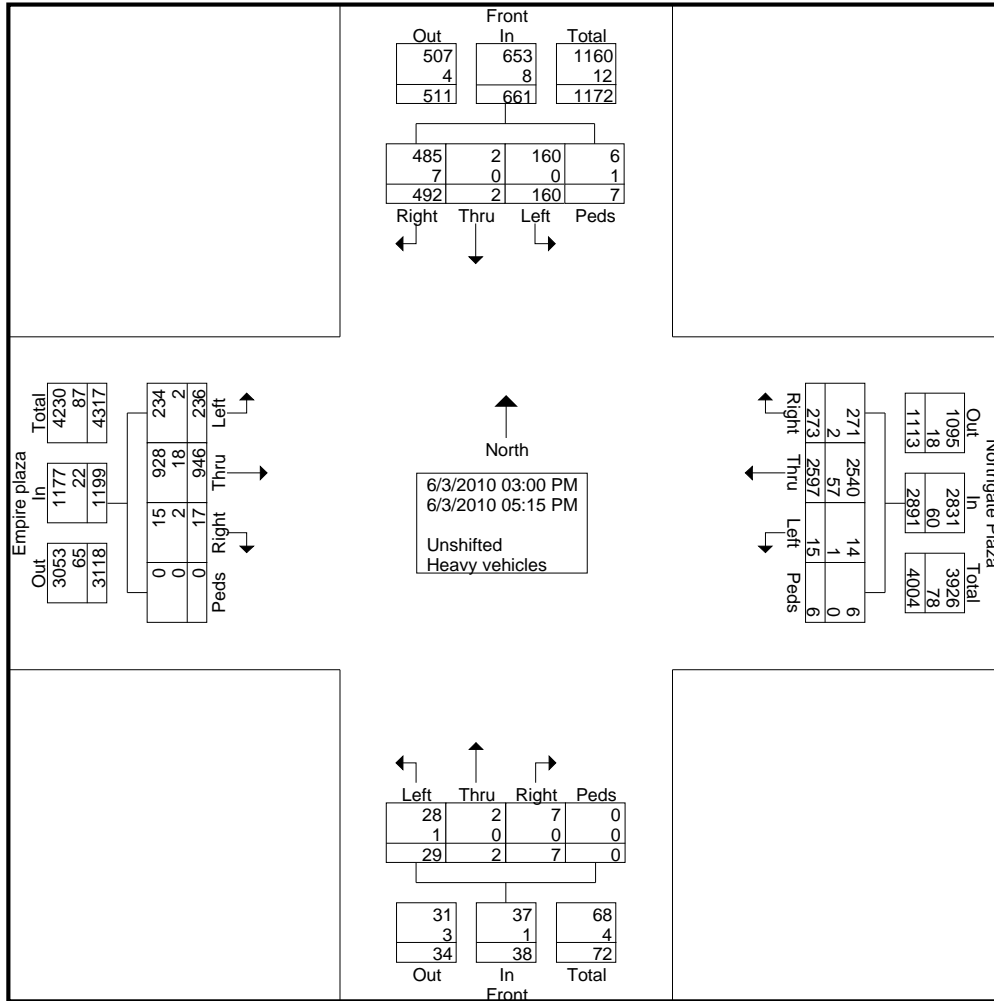 Front
Out In Total
507 653 1160
4 8 12
511 661 1172
485 2 160 6
7 0 0 1
492 2 160 7
Right Thru Left Peds
Empire plaza
Total In Out
4230 1177 3053
87 22 65
4317 1199 3118
234 928 15 0
2 18 2 0
236 946 17 0
Left Thru Right Peds
North
6/3/2010 03:00 PM
6/3/2010 05:15 PM
Unshifted
Heavy vehicles
Northgate Plaza
Out In Total
1095 2831 3926
18 60 78
1113 2891 4004
271 2540 14 6
2 57 1 0
273 2597 15 6
Right Thru Left Peds
Left Thru Right Peds
28 2 7 0
1 0 0 0
29 2 7 0
31 37 68
3 1 4
34 38 72
Out In Total
Front